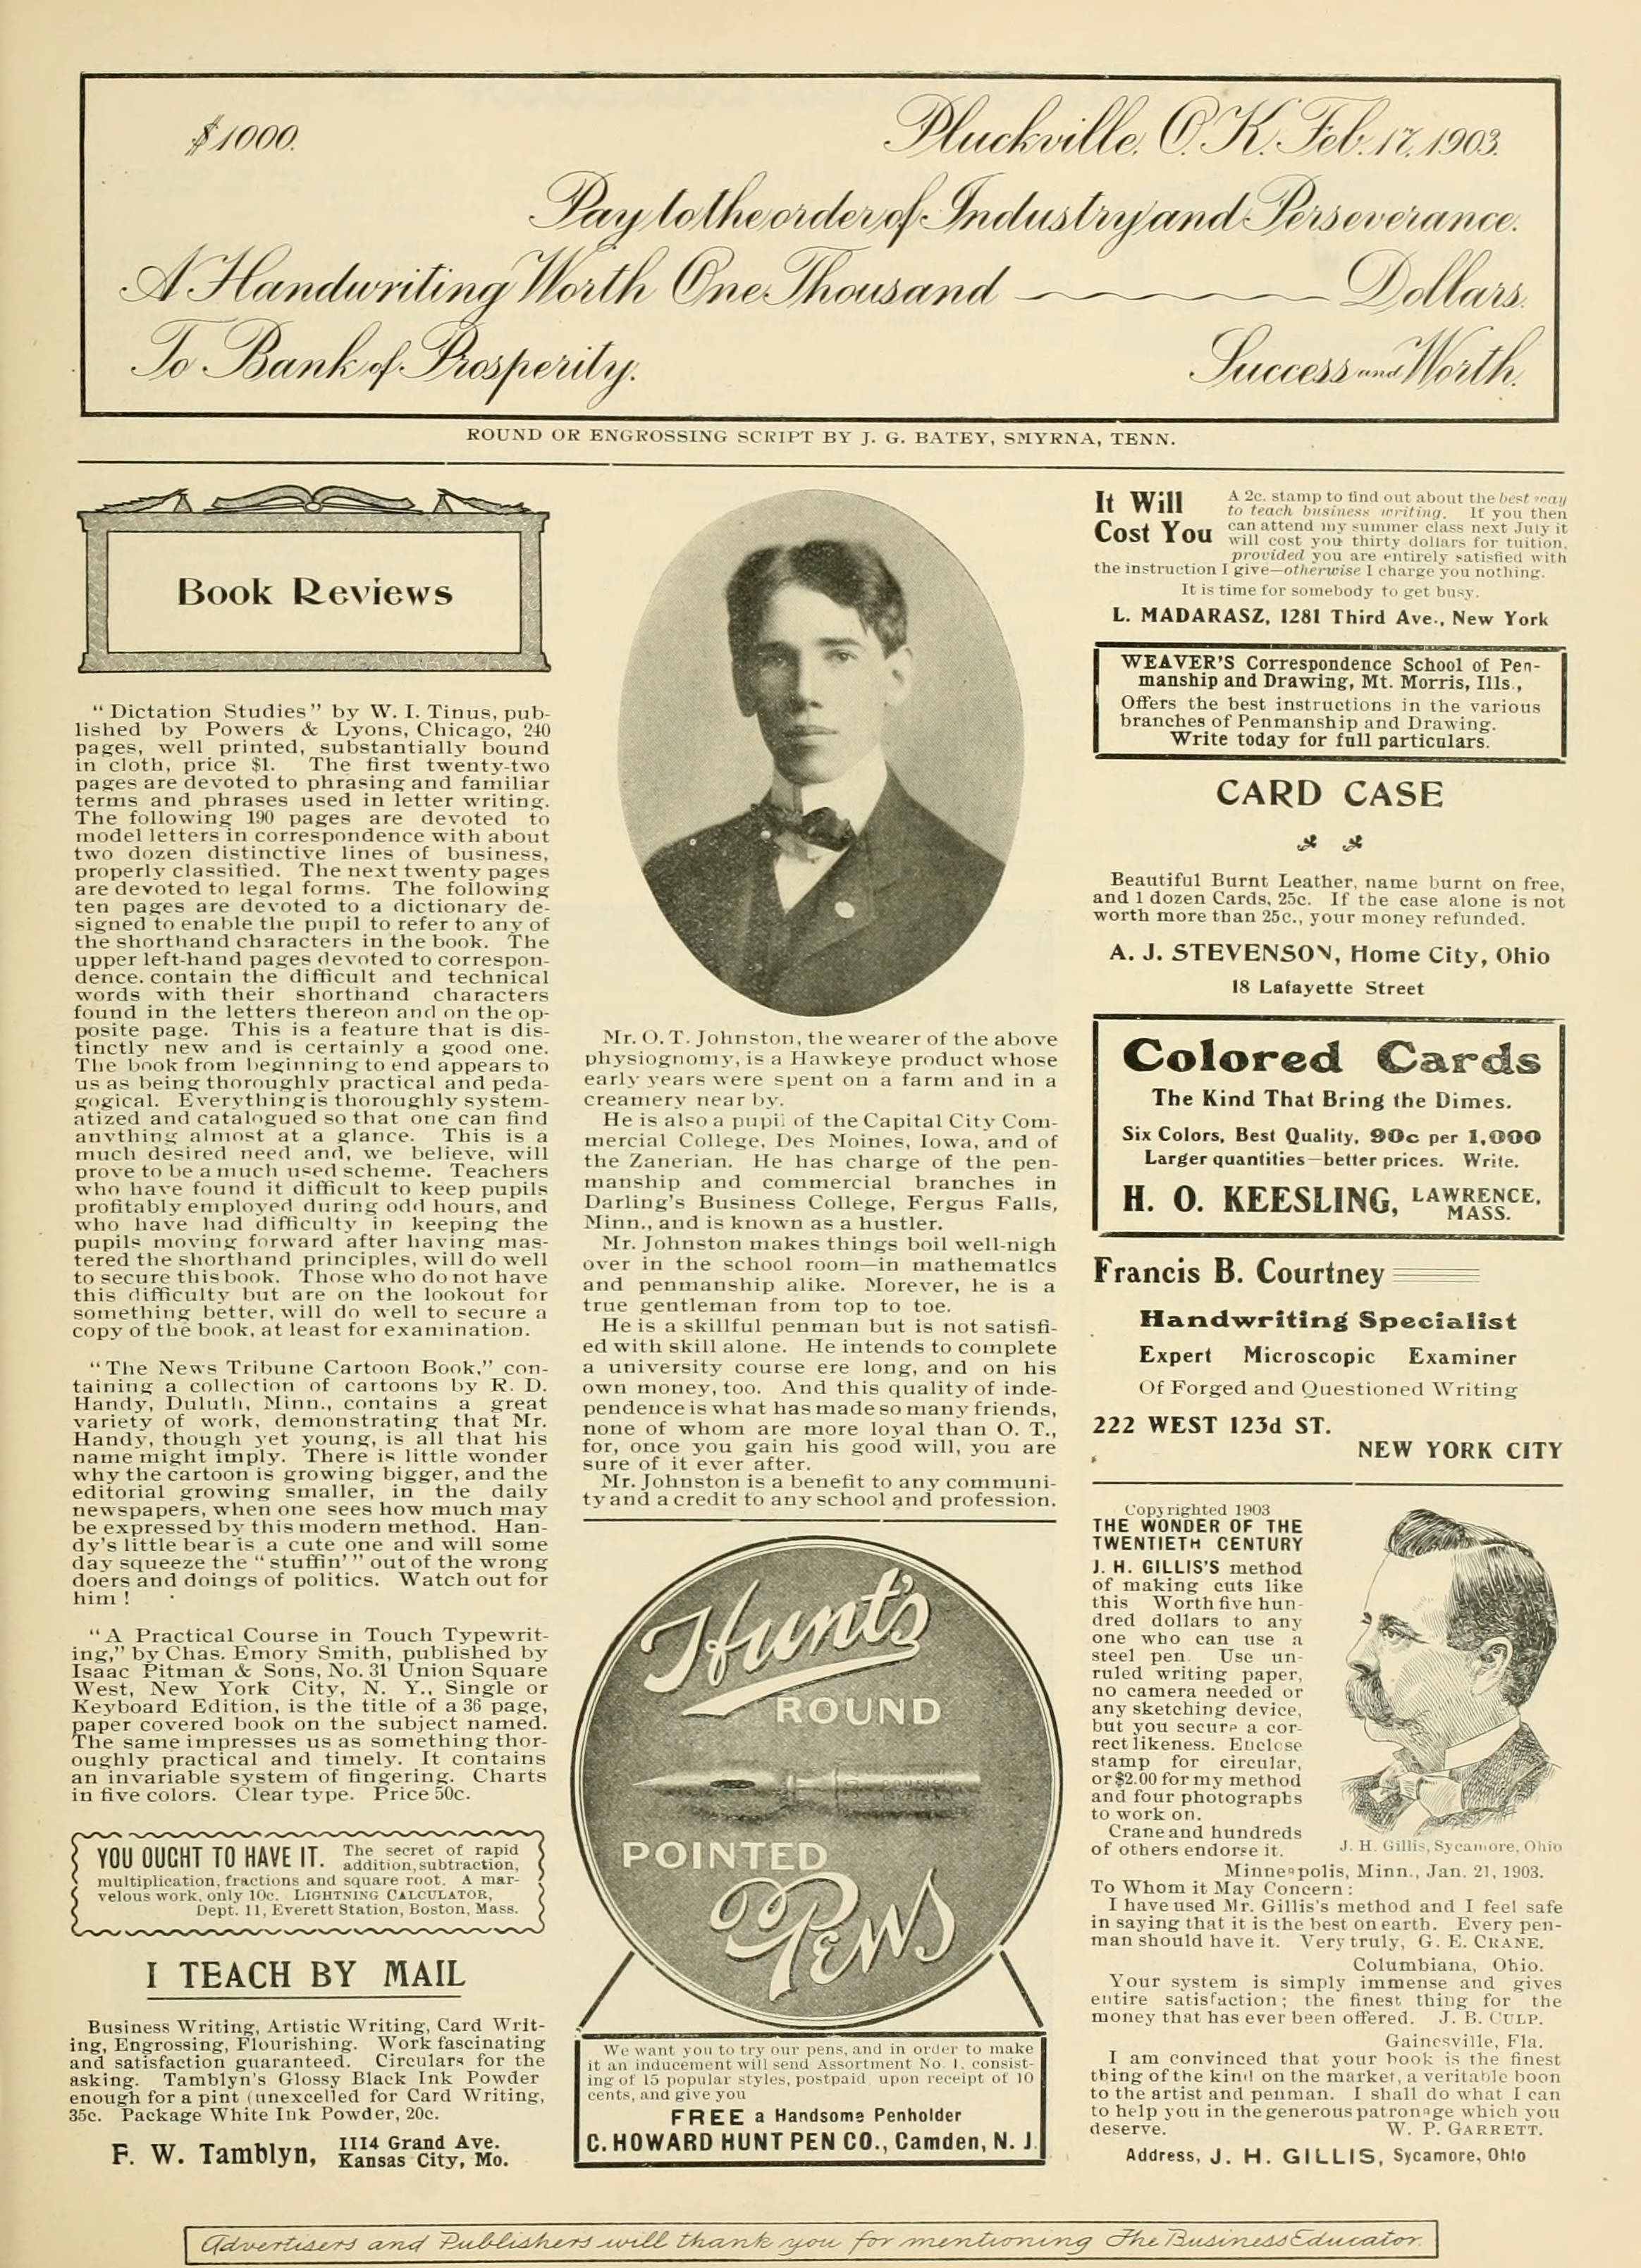 $1000. Pluckville, O. K. Feb. 17, 1903.
Pay to the order of Industry and Perseverance.
A Handwriting Worth One Thousand Dollars.
To Bank of Prosperity. Success and Worth.
ROUND OR ENGROSSING SCRIPT BY J. G. BATEY, SMYRNA, TENN.
Book Reviews
"Dictation Studies" by W. I. Tinus, pub-
lished by Powers & Lyons, Chicago, 240
pages, well printed, substantially bound
in cloth, price $1. The first twenty-two
pages are devoted to phrasing and familiar
terms and phrases used in letter writing.
The following 190 pages are devoted to
model letters in correspondence with about
two dozen distinctive lines of business,
properly classified. The next twenty pages
are devoted to legal forms. The following
ten pages are devoted to a dictionary de-
signed to enable the pupil to refer to any of
the shorthand characters in the book. The
upper left-hand pages devoted to correspon-
dence. contain the difficult and technical
words with their shorthand characters
found in the letters thereon and on the op-
posite page. This is a feature that is dis-
tinctly new and is certainly a good one.
The book from beginning to end appears to
us as being thoroughly practical and peda-
gogical. Everything is thoroughly system-
atized and catalogued so that one can find
anything almost at a glance. This is a
much desired need and, we believe, will
prove to be a much used scheme. Teachers
who have found it difficult to keep pupils
profitably employed during odd hours, and
who have had difficulty in keeping the
pupils moving forward after having mas-
tered the shorthand principles, will do well
to secure this book. Those who do not have
this difficulty but are on the lookout for
something better, will do well to secure a
copy of the book, at least for examination.
"The News Tribune Cartoon Book," con-
taining a collection of cartoons by R. D.
Handy, Duluth, Minn., contains a great
variety of work, demonstrating that Mr.
Handy, though yet young, is all that his
name might imply. There is little wonder
why the cartoon is growing bigger, and the
editorial growing smaller, in the daily
newspapers, when one sees how much may
be expressed by this modern method. Han-
dy's little bear is a cute one and will some
day squeeze the "stuffin'" out of the wrong
doers and doings of politics. Watch out for
him!
"A Practical Course in Touch Typewrit-
ing," by Chas. Emory Smith, published by
Isaac Pitman & Sons, No. 31 Union Square
West, New York City, N. Y., Single or
Keyboard Edition, is the title of a 36 page,
paper covered book on the subject named.
The same impresses us as something thor-
oughly practical and timely. It contains
an invariable system of fingering. Charts
in five colors. Clear type. Price 50c.
YOU OUGHT TO HAVE IT. The secret of rapid
addition, subtraction,
multiplication, fractions and square root. A mar-
velous work, only 10c. LIGHTNING CALCULATOR,
Dept. 11, Everett Station, Boston, Mass.
I TEACH BY MAIL
Business Writing, Artistic Writing, Card Writ-
ing, Engrossing, Flourishing. Work fascinating
and satisfaction guaranteed. Circulars for the
asking. Tamblyn's Glossy Black Ink Powder
enough for a pint (unexcelled for Card Writing,
35c. Package White Ink Powder, 20c.
F. W. Tamblyn, 1114 Grand Ave.
Kansas City, Mo.
Mr. O. T. Johnston, the wearer of the above
physiognomy, is a Hawkeye product whose
early years were spent on a farm and in a
creamery near by.
He is also a pupil of the Capital City Com-
mercial College, Des Moines, Iowa, and of
the Zanerian. He has charge of the pen-
manship and commercial branches in
Darling's Business College, Fergus Falls,
Minn., and is known as a hustler.
Mr. Johnston makes things boil well-nigh
over in the school room—in mathematics
and penmanship alike. Morever, he is a
true gentleman from top to toe.
He is a skillful penman but is not satisfi-
ed with skill alone. He intends to complete
a university course ere long, and on his
own money, too. And this quality of inde-
pendence is what has made so many friends,
none of whom are more loyal than O. T.,
for, once you gain his good will, you are
sure of it ever after.
Mr. Johnston is a benefit to any communi-
ty and a credit to any school and profession.
Hunt's
ROUND
POINTED
PENS
We want you to try our pens, and in order to make
it an inducement will send Assortment No. 1. consist-
ing of 15 popular styles, postpaid upon receipt of 10
cents, and give you
FREE a Handsome Penholder
C. HOWARD HUNT PEN CO., Camden, N. J.
It Will
Cost You
A 2c. stamp to find out about the best way
to teach business writing. If you then
can attend my summer class next July it
will cost you thirty dollars for tuition,
provided you are entirely satisfied with
the instruction I give—otherwise I charge you nothing.
It is time for somebody to get busy.
L. MADARASZ, 1281 Third Ave., New York
WEAVER'S Correspondence School of Pen-
manship and Drawing, Mt. Morris, Ills.,
Offers the best instructions in the various
branches of Penmanship and Drawing.
Write today for full particulars.
CARD CASE
Beautiful Burnt Leather, name burnt on free,
and 1 dozen Cards, 25c. If the case alone is not
worth more than 25c., your money refunded.
A. J. STEVENSON, Home City, Ohio
18 Lafayette Street
Colored Cards
The Kind That Bring the Dimes.
Six Colors, Best Quality, 90c per 1,000
Larger quantities—better prices. Write.
H. O. KEESLING, LAWRENCE,
MASS.
Francis B. Courtney
Handwriting Specialist
Expert Microscopic Examiner
Of Forged and Questioned Writing
222 WEST 123d ST.
NEW YORK CITY
Copyrighted 1903
THE WONDER OF THE
TWENTIETH CENTURY
J. H. GILLIS'S method
of making cuts like
this Worth five hun-
dred dollars to any
one who can use a
steel pen. Use un-
ruled writing paper,
no camera needed or
any sketching device,
but you secure a cor-
rect likeness. Enclose
stamp for circular,
or $2.00 for my method
and four photographs
to work on.
Crane and hundreds
of others endorse it.
J. H. Gillis, Sycamore, Ohio
Minneapolis, Minn., Jan. 21, 1903.
To Whom it May Concern:
I have used Mr. Gillis's method and I feel safe
in saying that it is the best on earth. Every pen-
man should have it. Very truly, G. E. CRANE.
Columbiana, Ohio.
Your system is simply immense and gives
entire satisfaction; the finest thing for the
money that has ever been offered. J. B. CULP.
Gainesville, Fla.
I am convinced that your book is the finest
thing of the kind on the market, a veritable boon
to the artist and penman. I shall do what I can
to help you in the generous patronage which you
deserve. W. P. GARRETT.
Address, J. H. GILLIS, Sycamore, Ohio
Advertisers and Publishers will thank you for mentioning The Business Educator.